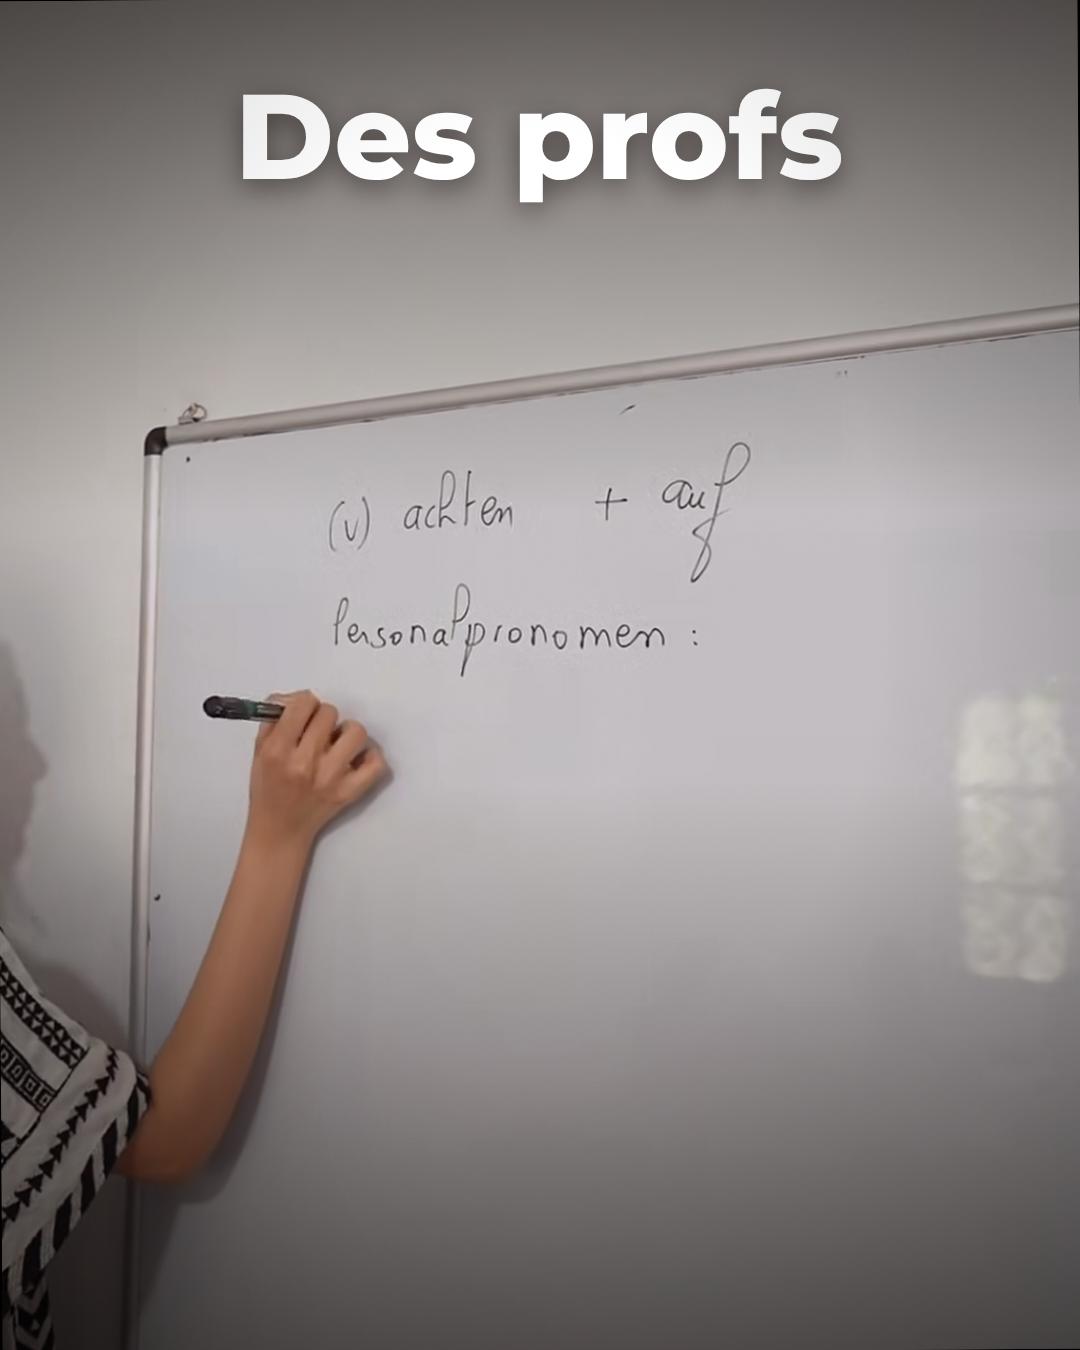 Des profs
(v) achten + auf
Personalpronomen :